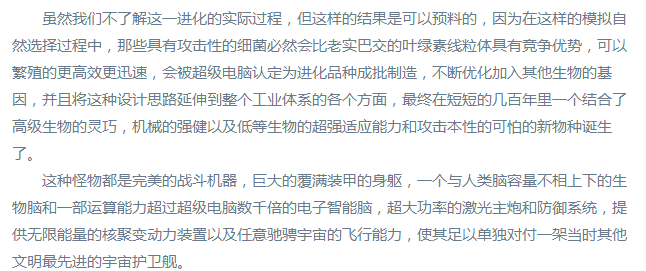 虽然我们不了解这一进化的实际过程，但这样的结果是可以预料的，因为在这样的模拟自
然选择过程中，那些具有攻击性的细菌必然会比老实巴交的叶绿素线粒体具有竞争优势，可以
繁殖的更高效更迅速，会被超级电脑认定为进化品种成批制造，不断优化加入其他生物的基
因，并且将这种设计思路延伸到整个工业体系的各个方面，最终在短短的几百年里一个结合了
高级生物的灵巧，机械的强健以及低等生物的超强适应能力和攻击本性的可怕的新物种诞生
了。
这种怪物都是完美的战斗机器，巨大的覆满装甲的身躯，一个与人类脑容量不相上下的生
物脑和一部运算能力超过超级电脑数千倍的电子智能脑，超大功率的激光主炮和防御系统，提
供无限能量的核聚变动力装置以及任意驰骋宇宙的飞行能力，使其足以单独对付一架当时其他
文明最先进的宇宙护卫舰。